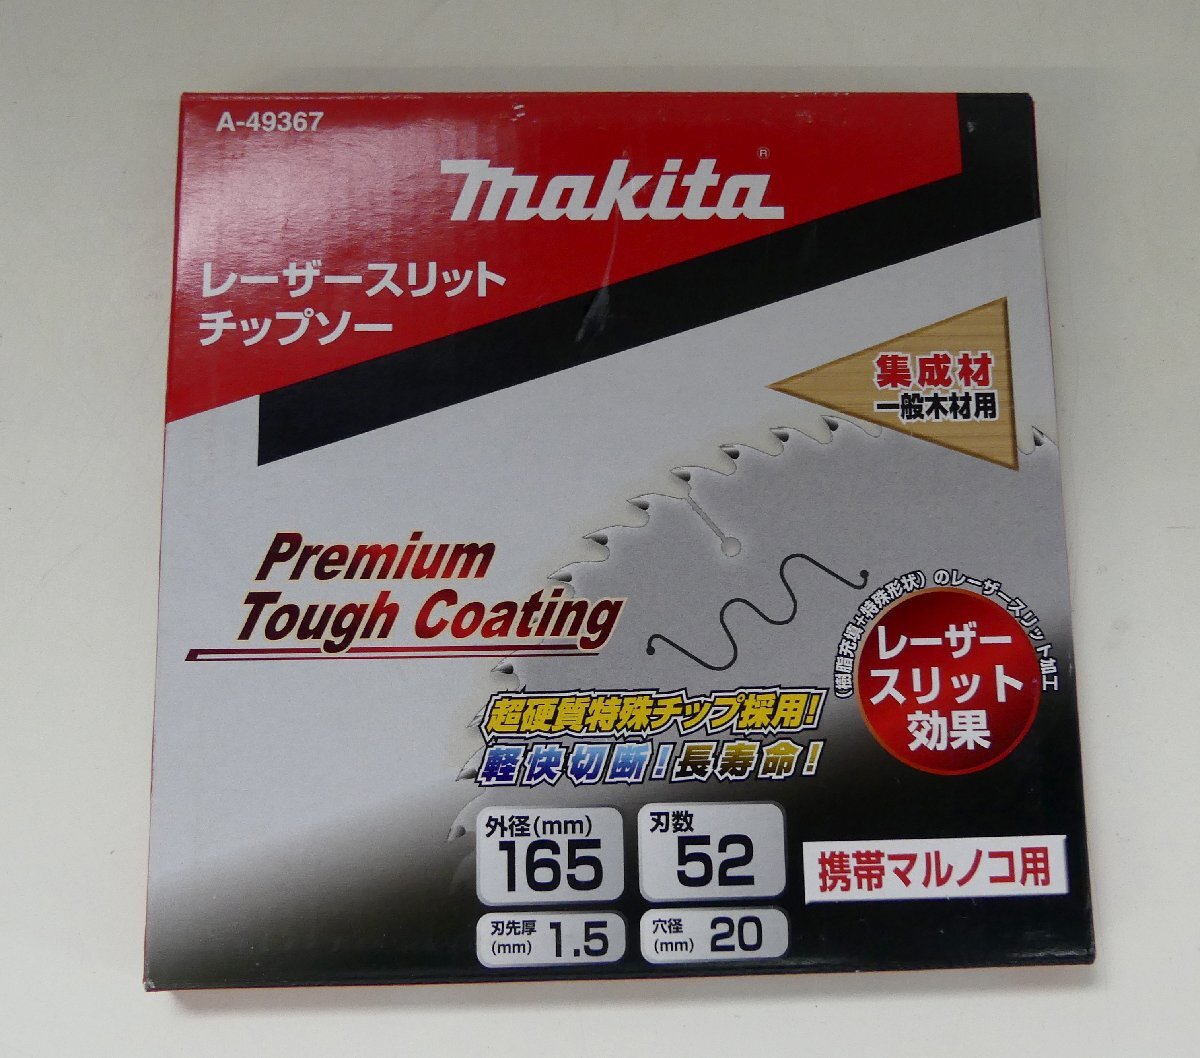 A-49367
makita®
レーザースリット
チップソー
集成材
一般木材用
Premium
Tough Coating
(樹脂充填+特殊形状)のレーザースリット加工
レーザー
スリット
効果
超硬質特殊チップ採用!
軽快切断!長寿命!
外径(mm)
165
刃数
52
携帯マルノコ用
刃先厚
(mm) 1.5
穴径
(mm) 20